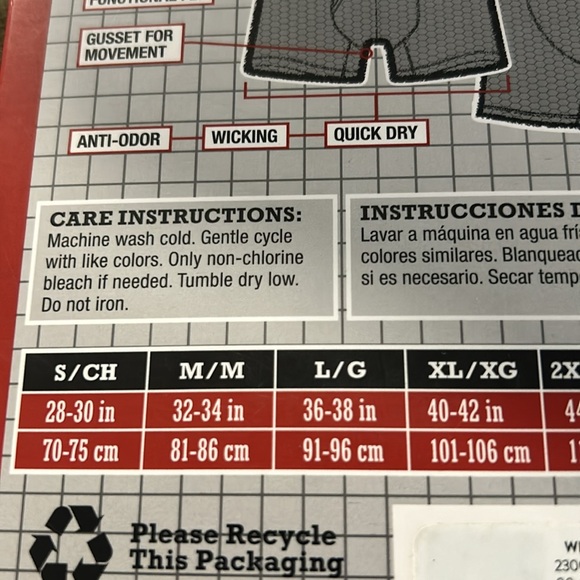 GUSSET FOR
MOVEMENT
ANTI-ODOR
WICKING
QUICK DRY
CARE INSTRUCTIONS:
Machine wash cold. Gentle cycle
with like colors. Only non-chlorine
bleach if needed. Tumble dry low.
Do not iron.
INSTRUCCIONES
Lavar a máquina en agua
colores similares.
si es necesario. Secar
S/CH M/M L/G XL/XG 2X
28-30 in 32-34 in 36-38 in 40-42 in
70-75 cm 81-86 cm 91-96 cm 101-106 cm
Please Recycle
This Packaging